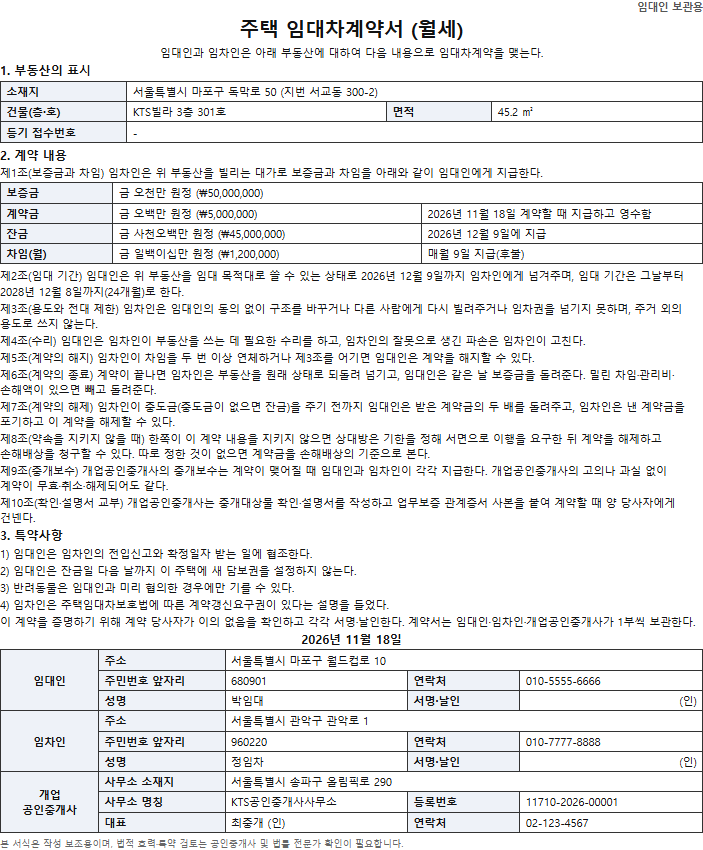 임대인 보관용
주택 임대차계약서 (월세)
임대인과 임차인은 아래 부동산에 대하여 다음 내용으로 임대차계약을 맺는다.
1. 부동산의 표시
소재지 서울특별시 마포구 독막로 50 (지번 서교동 300-2)
건물(층·호) KTS빌라 3층 301호 면적 45.2 ㎡
등기 접수번호 -
2. 계약 내용
제1조(보증금과 차임) 임차인은 위 부동산을 빌리는 대가로 보증금과 차임을 아래와 같이 임대인에게 지급한다.
보증금 금 오천만 원정 (₩50,000,000)
계약금 금 오백만 원정 (₩5,000,000) 2026년 11월 18일 계약할 때 지급하고 영수함
잔금 금 사천오백만 원정 (₩45,000,000) 2026년 12월 9일에 지급
차임(월) 금 일백이십만 원정 (₩1,200,000) 매월 9일 지급(후불)
제2조(임대 기간) 임대인은 위 부동산을 임대 목적대로 쓸 수 있는 상태로 2026년 12월 9일까지 임차인에게 넘겨주며, 임대 기간은 그날부터
2028년 12월 8일까지(24개월)로 한다.
제3조(용도와 전대 제한) 임차인은 임대인의 동의 없이 구조를 바꾸거나 다른 사람에게 다시 빌려주거나 임차권을 넘기지 못하며, 주거 외의
용도로 쓰지 않는다.
제4조(수리) 임대인은 임차인이 부동산을 쓰는 데 필요한 수리를 하고, 임차인의 잘못으로 생긴 파손은 임차인이 고친다.
제5조(계약의 해지) 임차인이 차임을 두 번 이상 연체하거나 제3조를 어기면 임대인은 계약을 해지할 수 있다.
제6조(계약의 종료) 계약이 끝나면 임차인은 부동산을 원래 상태로 되돌려 넘기고, 임대인은 같은 날 보증금을 돌려준다. 밀린 차임·관리비·
손해액이 있으면 빼고 돌려준다.
제7조(계약의 해제) 임차인이 중도금(중도금이 없으면 잔금)을 주기 전까지 임대인은 받은 계약금의 두 배를 돌려주고, 임차인은 낸 계약금을
포기하고 이 계약을 해제할 수 있다.
제8조(약속을 지키지 않을 때) 한쪽이 이 계약 내용을 지키지 않으면 상대방은 기한을 정해 서면으로 이행을 요구한 뒤 계약을 해제하고
손해배상을 청구할 수 있다. 따로 정한 것이 없으면 계약금을 손해배상의 기준으로 본다.
제9조(중개보수) 개업공인중개사의 중개보수는 계약이 맺어질 때 임대인과 임차인이 각각 지급한다. 개업공인중개사의 고의나 과실 없이
계약이 무효·취소·해제되어도 같다.
제10조(확인·설명서 교부) 개업공인중개사는 중개대상물 확인·설명서를 작성하고 업무보증 관계증서 사본을 붙여 계약할 때 양 당사자에게
건넨다.
3. 특약사항
1) 임대인은 임차인의 전입신고와 확정일자 받는 일에 협조한다.
2) 임대인은 잔금일 다음 날까지 이 주택에 새 담보권을 설정하지 않는다.
3) 반려동물은 임대인과 미리 협의한 경우에만 기를 수 있다.
4) 임차인은 주택임대차보호법에 따른 계약갱신요구권이 있다는 설명을 들었다.
이 계약을 증명하기 위해 계약 당사자가 이의 없음을 확인하고 각각 서명·날인한다. 계약서는 임대인·임차인·개업공인중개사가 1부씩 보관한다.
2026년 11월 18일
임대인 주소 서울특별시 마포구 월드컵로 10
주민번호 앞자리 680901 연락처 010-5555-6666
성명 박임대 서명·날인 (인)
임차인 주소 서울특별시 관악구 관악로 1
주민번호 앞자리 960220 연락처 010-7777-8888
성명 정임차 서명·날인 (인)
개업
공인중개사 사무소 소재지 서울특별시 송파구 올림픽로 290
사무소 명칭 KTS공인중개사사무소 등록번호 11710-2026-00001
대표 최중개 (인) 연락처 02-123-4567
본 서식은 작성 보조용이며, 법적 효력·특약 검토는 공인중개사 및 법률 전문가 확인이 필요합니다.